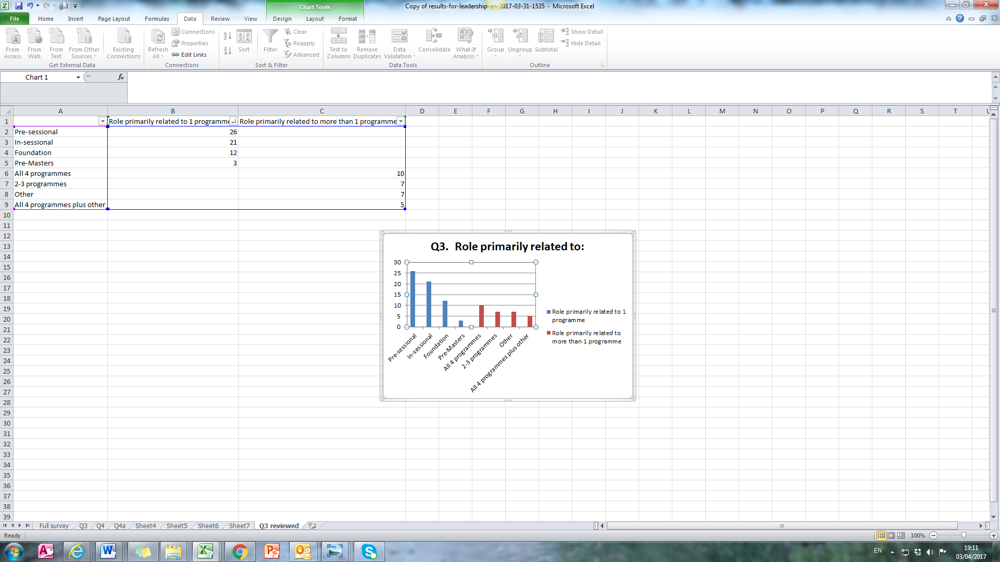 Chart Tools
Copy of results-for-leadership-an-2017-03-31-1535 - Microsoft Excel
File Home Insert Page Layout Formulas Data Review View Design Layout Format
From Access
From Web
From Text
From Other Sources
Existing Connections
Get External Data
Refresh All
Connections
Properties
Edit Links
Connections
Sort
Filter
Clear
Reapply
Advanced
Sort & Filter
Text to Columns
Remove Duplicates
Data Validation
Consolidate
What-If Analysis
Data Tools
Group
Ungroup
Subtotal
Show Detail
Hide Detail
Outline
Chart 1 fx
A B C D E F G H I J K L M N O P Q R S T U
1 Role primarily related to 1 programme Role primarily related to more than 1 programme
2 Pre-sessional 26
3 In-sessional 21
4 Foundation 12
5 Pre-Masters 3
6 All 4 programmes 10
7 2-3 programmes 7
8 Other 7
9 All 4 programmes plus other 5
10
11
12
13
14
15
16
17
18
19
20
21
22
23
24
25
26
27
28
29
30
31
32
33
34
35
36
37
38
39
Q3. Role primarily related to:
30
25
20
15
10
5
0
Pre-sessional
In-sessional
Foundation
Pre-Masters
All 4 programmes
2-3 programmes
Other
All 4 programmes plus other
Role primarily related to 1
programme
Role primarily related to
more than 1 programme
Full survey Q3 Q4 Q4a Sheet4 Sheet5 Sheet6 Sheet7 Q3 reviewed
Ready 100%
EN 19:11
03/04/2017